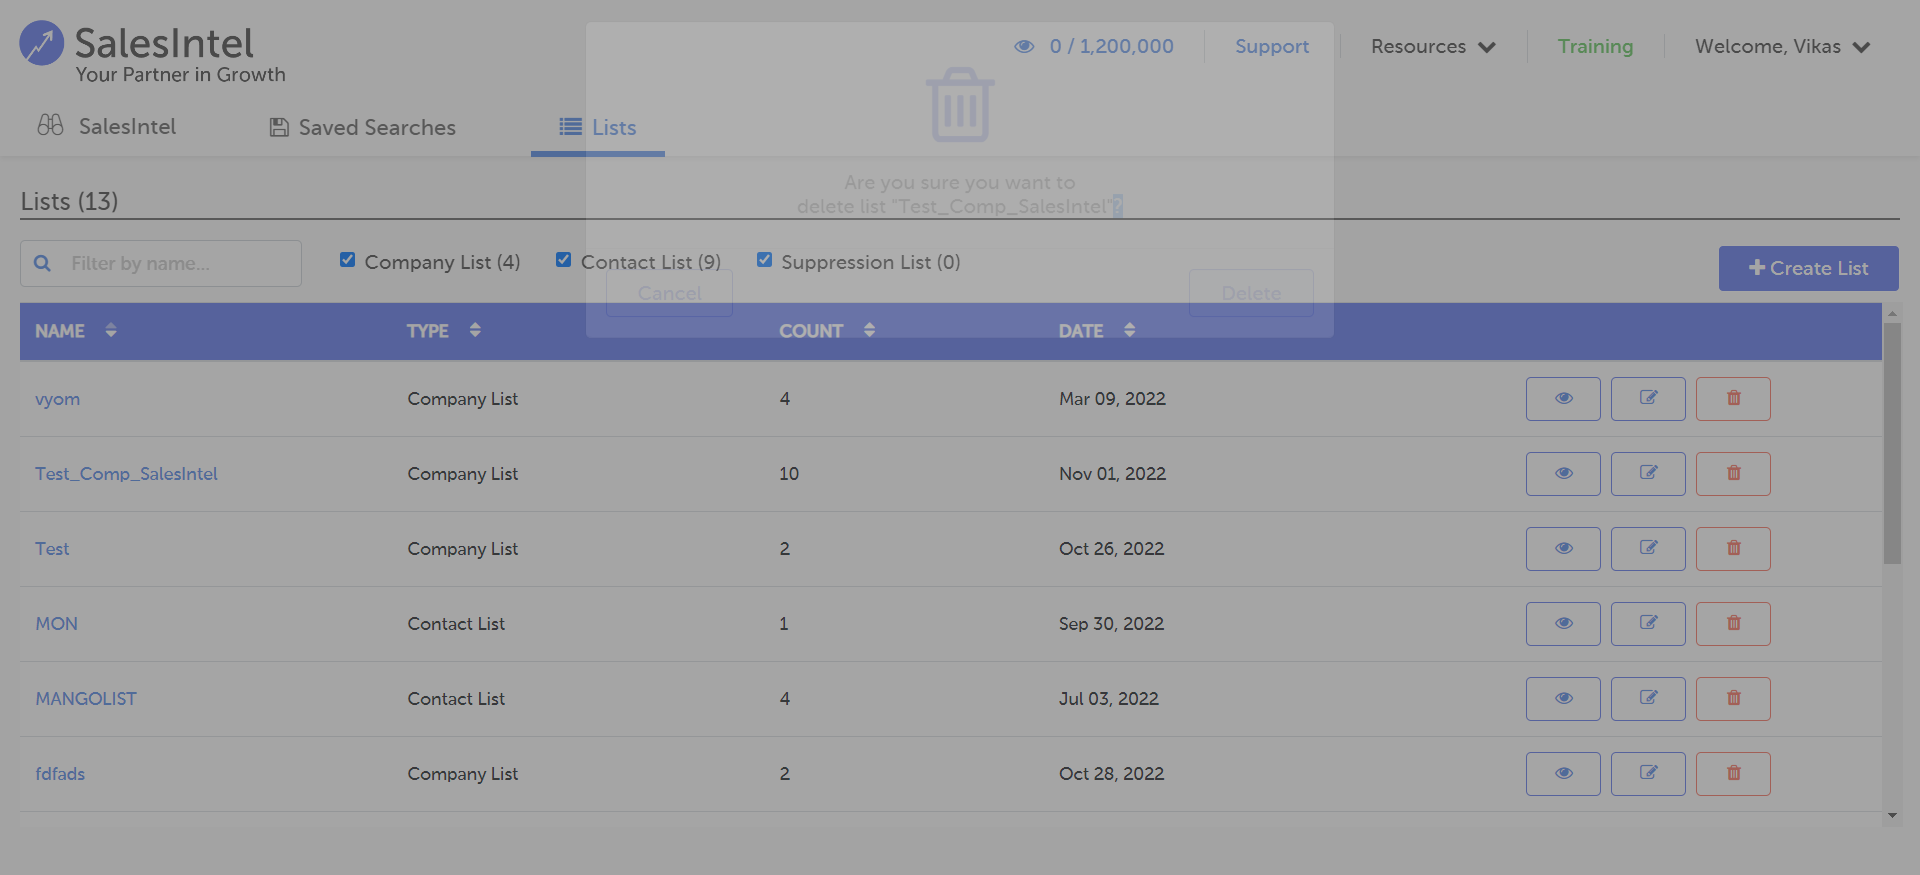 SalesIntel
Your Partner in Growth
0 / 1,200,000
Support
Resources
Training
Welcome, Vikas
SalesIntel
Saved Searches
Lists
Are you sure you want to
delete list "Test_Comp_SalesIntel"?
Cancel
Delete
Lists (13)
Filter by name...
Company List (4)
Contact List (9)
Suppression List (0)
Create List
NAME TYPE COUNT DATE
vyom Company List 4 Mar 09, 2022
Test_Comp_SalesIntel Company List 10 Nov 01, 2022
Test Company List 2 Oct 26, 2022
MON Contact List 1 Sep 30, 2022
MANGOLIST Contact List 4 Jul 03, 2022
fdfads Company List 2 Oct 28, 2022